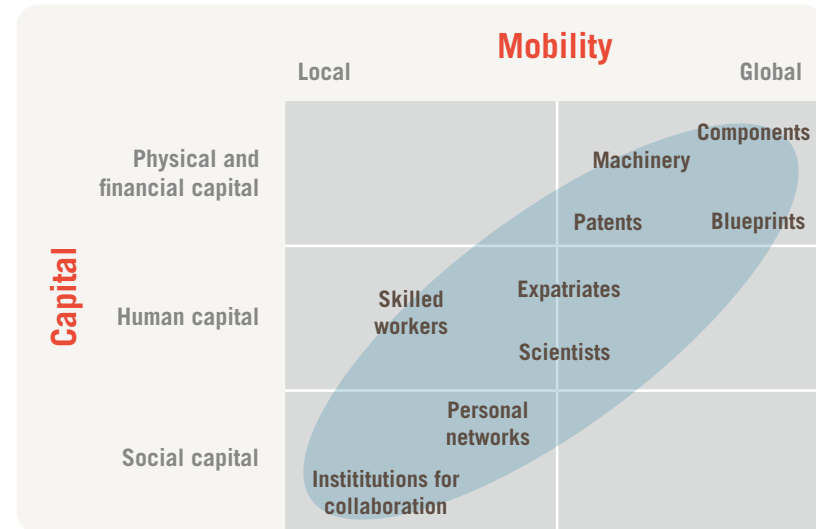 Mobility
Local
Global
Components
Machinery
Physical and
financial capital
Patents
Blueprints
Capital
Skilled
workers
Expatriates
Human capital
Scientists
Personal
networks
Social capital
Instititutions for
collaboration